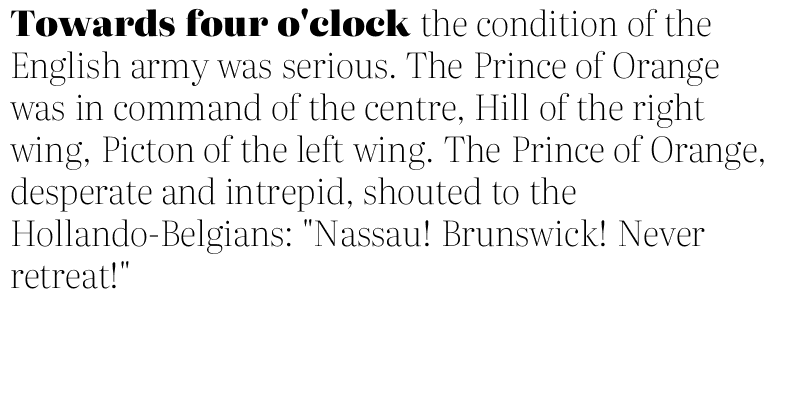 Towards four o'clock the condition of the
English army was serious. The Prince of Orange
was in command of the centre, Hill of the right
wing, Picton of the left wing. The Prince of Orange,
desperate and intrepid, shouted to the
Hollando-Belgians: "Nassau! Brunswick! Never
retreat!"